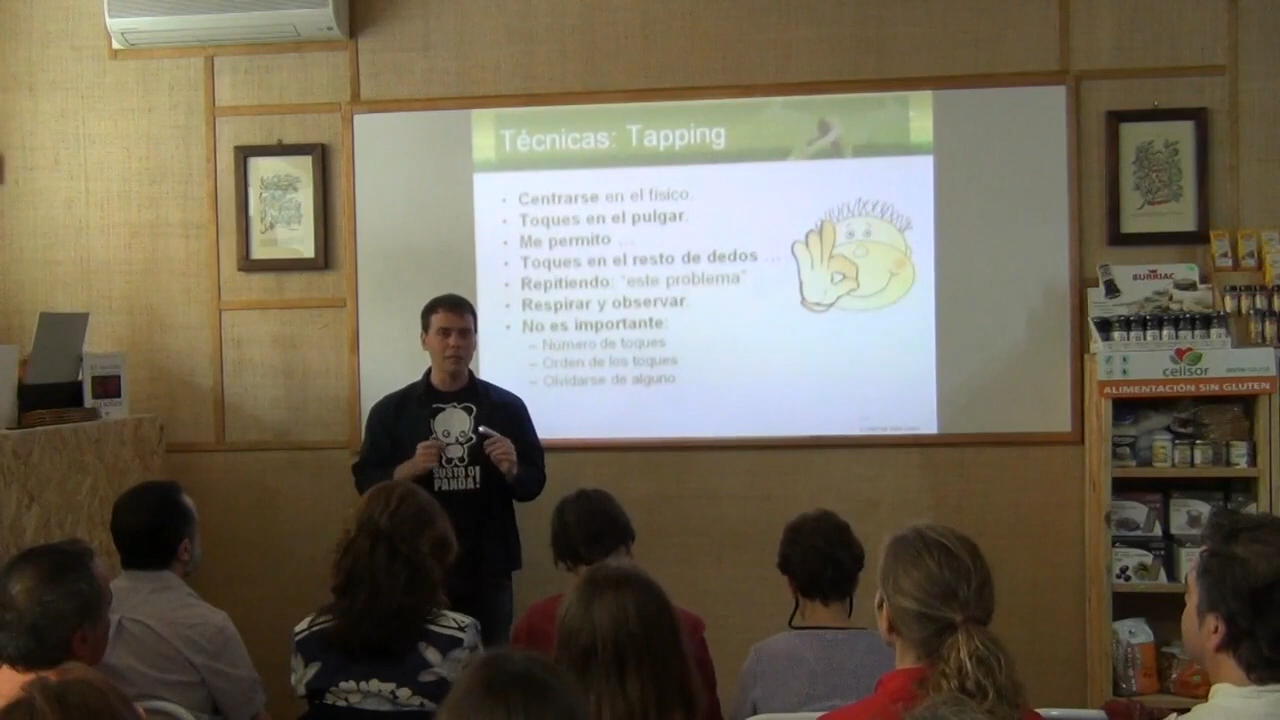 Técnicas: Tapping
• Centrarse en el físico.
• Toques en el pulgar.
• Me permito …
• Toques en el resto de dedos …
• Repitiendo: "este problema"
• Respirar y observar.
• No es importante:
– Número de toques
– Orden de los toques
– Olvidarse de alguno
SUSTO O
PANDA!
BURRIAC
celisor
ALIMENTACIÓN SIN GLUTEN